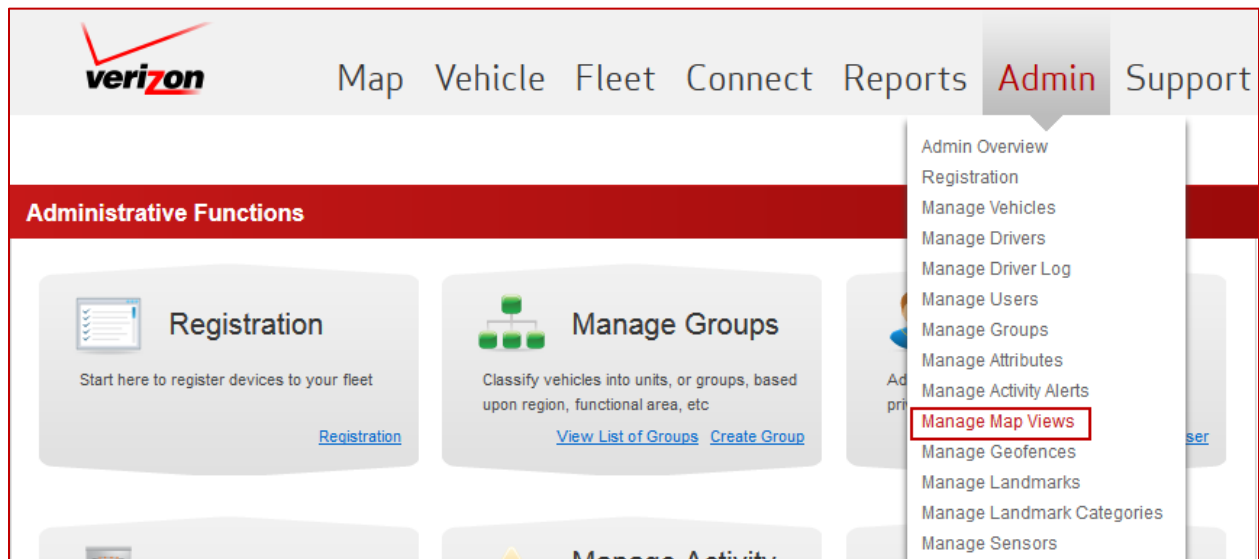 verizon
Map Vehicle Fleet Connect Reports Admin Support
Admin Overview
Registration
Manage Vehicles
Manage Drivers
Manage Driver Log
Manage Users
Manage Groups
Manage Attributes
Manage Activity Alerts
Manage Map Views
Manage Geofences
Manage Landmarks
Manage Landmark Categories
Manage Sensors
Administrative Functions
Registration
Start here to register devices to your fleet
Registration
Manage Groups
Classify vehicles into units, or groups, based
upon region, functional area, etc
View List of Groups Create Group
Manage Activity